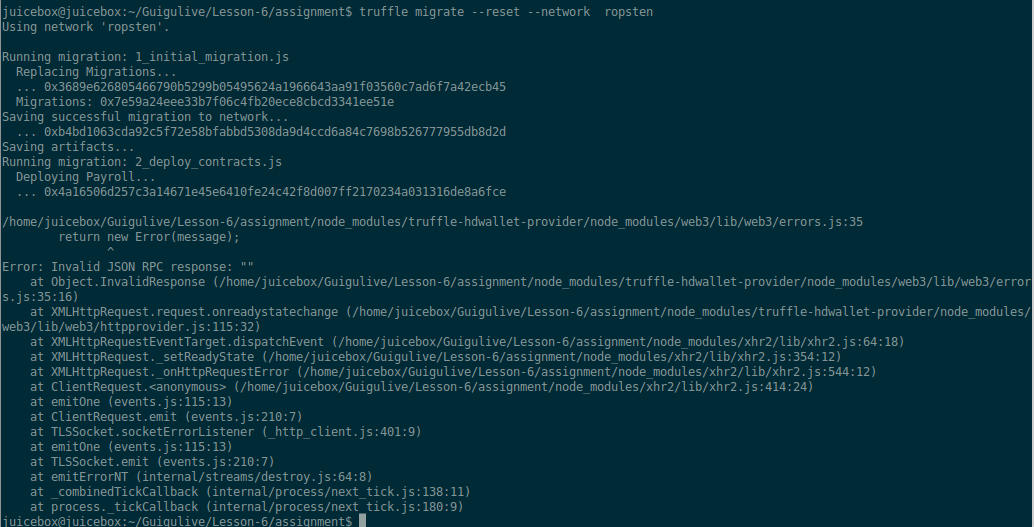 juicebox@juicebox:~/Guigulive/Lesson-6/assignment$ truffle migrate --reset --network  ropsten
Using network 'ropsten'.
Running migration: 1_initial_migration.js
  Replacing Migrations...
  ... 0x3689e626805466790b5299b05495624a1966643aa91f03560c7ad6f7a42ecb45
  Migrations: 0x7e59a24eee33b7f06c4fb20ece8cbcd3341ee51e
Saving successful migration to network...
  ... 0xb4bd1063cda92c5f72e58bfabbd5308da9d4ccd6a84c7698b526777955db8d2d
Saving artifacts...
Running migration: 2_deploy_contracts.js
  Deploying Payroll...
  ... 0x4a16506d257c3a14671e45e6410fe24c42f8d007ff2170234a031316de8a6fce
/home/juicebox/Guigulive/Lesson-6/assignment/node_modules/truffle-hdwallet-provider/node_modules/web3/lib/web3/errors.js:35
        return new Error(message);
               ^
Error: Invalid JSON RPC response: ""
    at Object.InvalidResponse (/home/juicebox/Guigulive/Lesson-6/assignment/node_modules/truffle-hdwallet-provider/node_modules/web3/lib/web3/error
s.js:35:16)
    at XMLHttpRequest.request.onreadystatechange (/home/juicebox/Guigulive/Lesson-6/assignment/node_modules/truffle-hdwallet-provider/node_modules/
web3/lib/web3/httpprovider.js:115:32)
    at XMLHttpRequestEventTarget.dispatchEvent (/home/juicebox/Guigulive/Lesson-6/assignment/node_modules/xhr2/lib/xhr2.js:64:18)
    at XMLHttpRequest._setReadyState (/home/juicebox/Guigulive/Lesson-6/assignment/node_modules/xhr2/lib/xhr2.js:354:12)
    at XMLHttpRequest._onHttpRequestError (/home/juicebox/Guigulive/Lesson-6/assignment/node_modules/xhr2/lib/xhr2.js:544:12)
    at ClientRequest.<anonymous> (/home/juicebox/Guigulive/Lesson-6/assignment/node_modules/xhr2/lib/xhr2.js:414:24)
    at emitOne (events.js:115:13)
    at ClientRequest.emit (events.js:210:7)
    at TLSSocket.socketErrorListener (_http_client.js:401:9)
    at emitOne (events.js:115:13)
    at TLSSocket.emit (events.js:210:7)
    at emitErrorNT (internal/streams/destroy.js:64:8)
    at _combinedTickCallback (internal/process/next_tick.js:138:11)
    at process._tickCallback (internal/process/next_tick.js:180:9)
juicebox@juicebox:~/Guigulive/Lesson-6/assignment$